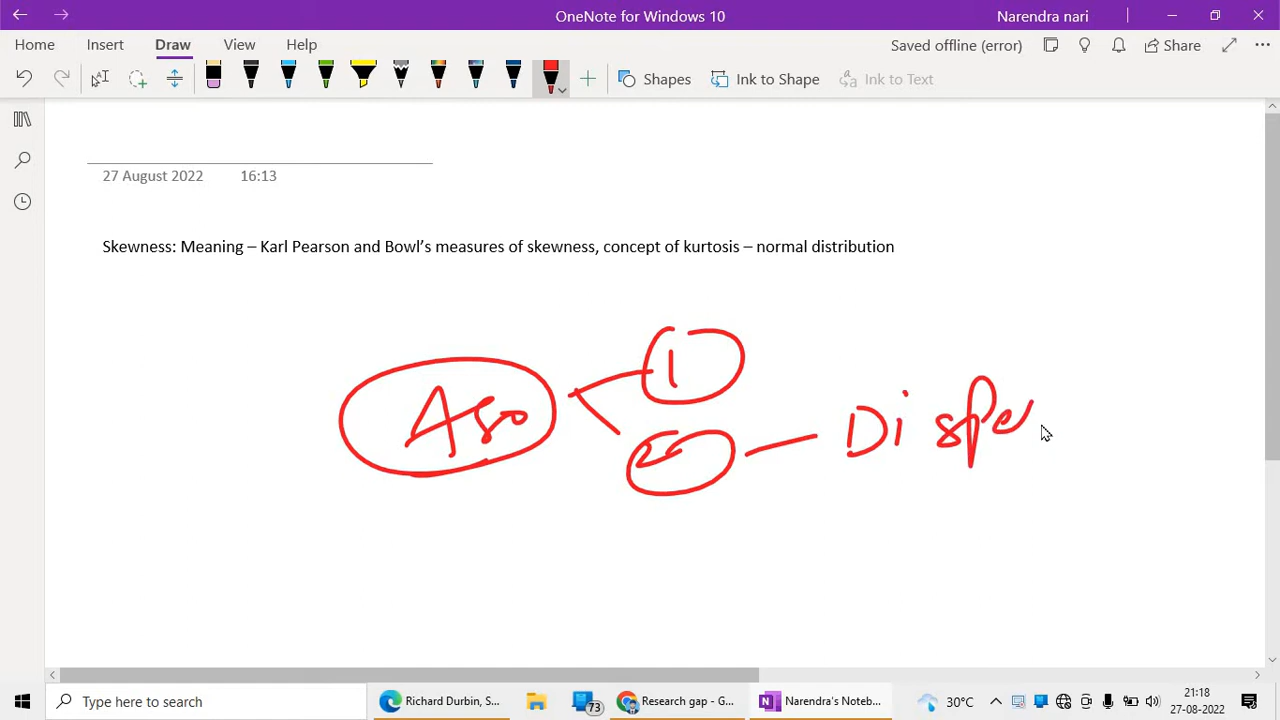 OneNote for Windows 10
Narendra nari
Home Insert Draw View Help
Saved offline (error)
Share
Shapes
Ink to Shape
Ink to Text
27 August 2022 16:13
Skewness: Meaning – Karl Pearson and Bowl's measures of skewness, concept of kurtosis – normal distribution
1
Dispe
Type here to search
Richard Durbin, S...
73
Research gap - G...
Narendra's Noteb...
30°C
21:18
27-08-2022